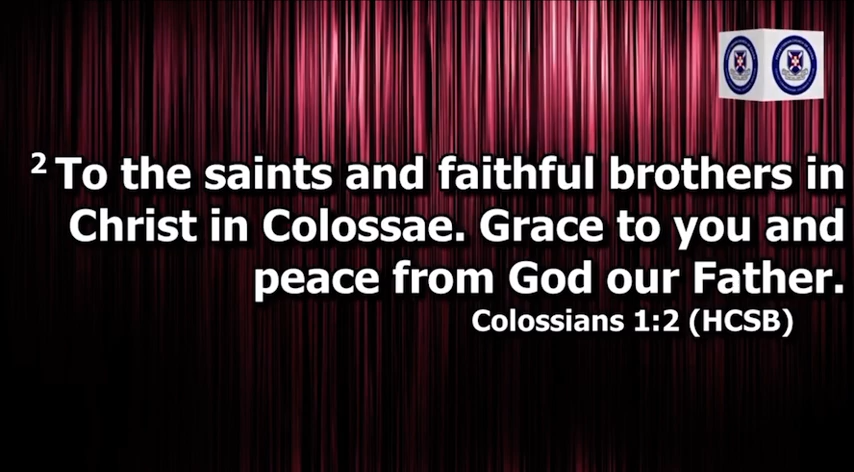 ² To the saints and faithful brothers in
Christ in Colossae. Grace to you and
peace from God our Father.
Colossians 1:2 (HCSB)